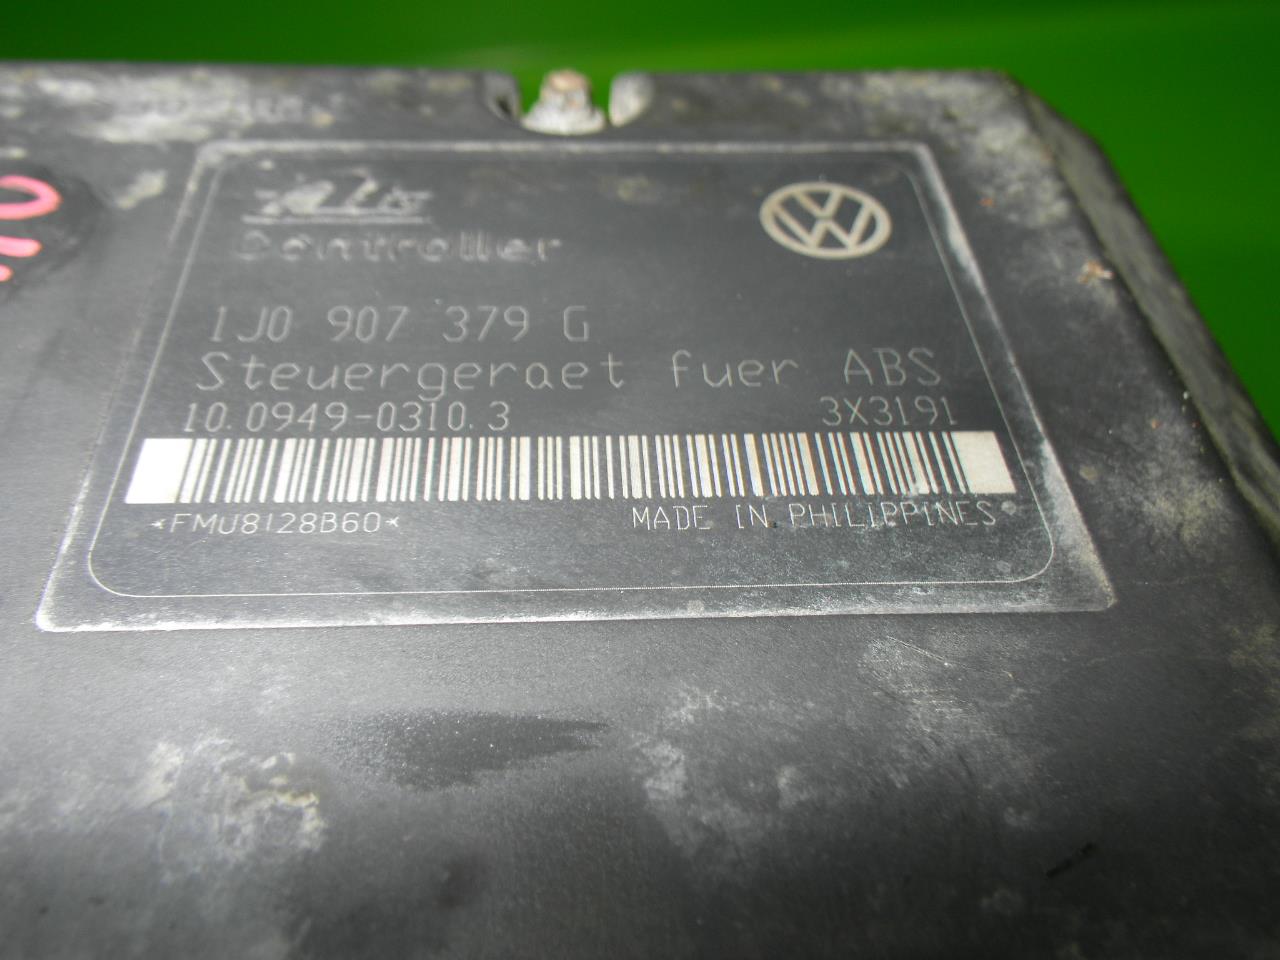 Controller
1J0 907 379 G
Steuergeraet fuer ABS
10.0949-0310.3 3X3191
*FMU8128B60*
MADE IN PHILIPPINES